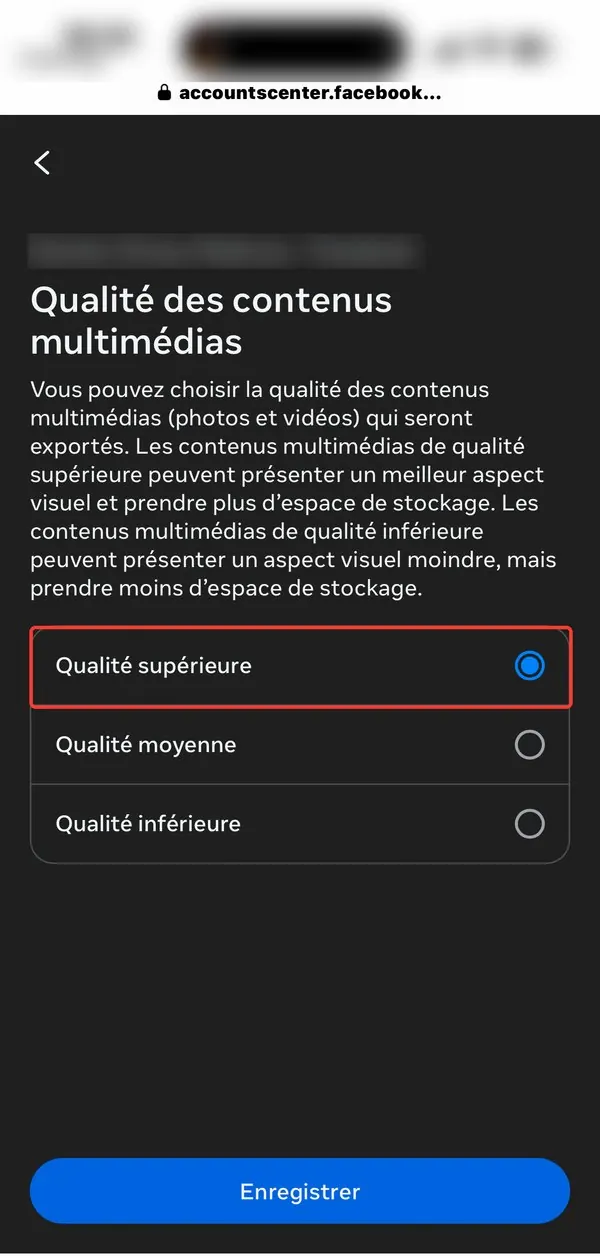 accountscenter.facebook...
Qualité des contenus
multimédias
Vous pouvez choisir la qualité des contenus
multimédias (photos et vidéos) qui seront
exportés. Les contenus multimédias de qualité
supérieure peuvent présenter un meilleur aspect
visuel et prendre plus d’espace de stockage. Les
contenus multimédias de qualité inférieure
peuvent présenter un aspect visuel moindre, mais
prendre moins d’espace de stockage.
Qualité supérieure
Qualité moyenne
Qualité inférieure
Enregistrer